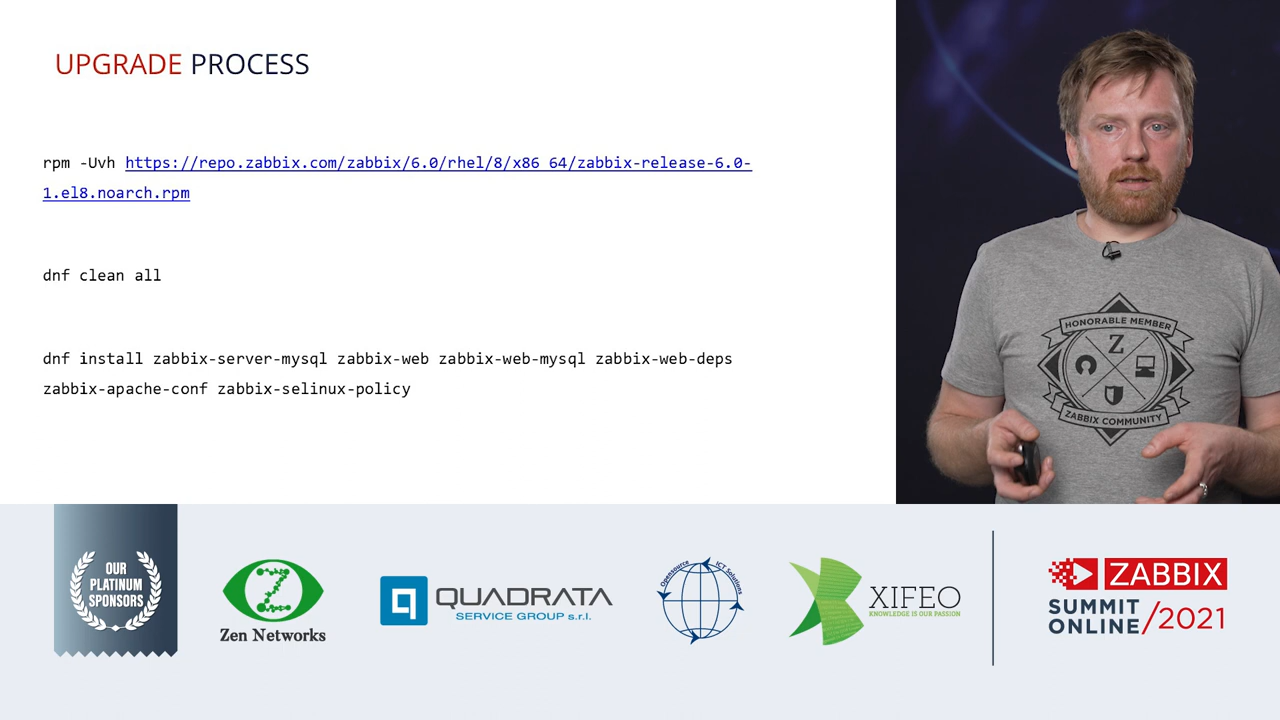 UPGRADE PROCESS
rpm -Uvh https://repo.zabbix.com/zabbix/6.0/rhel/8/x86_64/zabbix-release-6.0-
1.el8.noarch.rpm
dnf clean all
dnf install zabbix-server-mysql zabbix-web zabbix-web-mysql zabbix-web-deps
zabbix-apache-conf zabbix-selinux-policy
HONORABLE MEMBER
Z
ZABBIX COMMUNITY
OUR
PLATINUM
SPONSORS
Zen Networks
QUADRATA
SERVICE GROUP s.r.l.
Opensource ICT Solutions
XIFEO
KNOWLEDGE IS OUR PASSION
ZABBIX
SUMMIT
ONLINE /2021